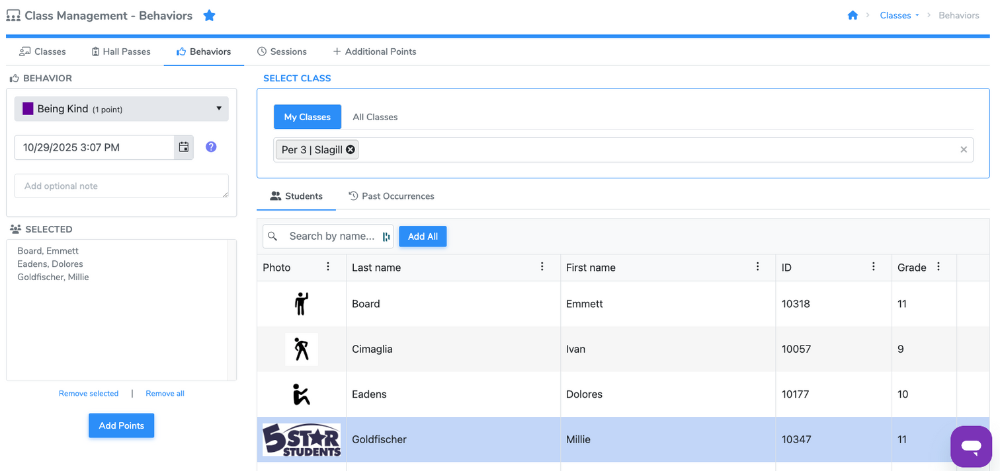 Class Management - Behaviors
Classes
Behaviors
Classes
Hall Passes
Behaviors
Sessions
Additional Points
BEHAVIOR
Being Kind (1 point)
10/29/2025 3:07 PM
?
Add optional note
SELECTED
Board, Emmett
Eadens, Dolores
Goldfischer, Millie
Remove selected | Remove all
Add Points
SELECT CLASS
My Classes
All Classes
Per 3 | Slagill
Students
Past Occurrences
Search by name...
Add All
Photo Last name First name ID Grade
Board Emmett 10318 11
Cimaglia Ivan 10057 9
Eadens Dolores 10177 10
5 STAR
STUDENTS
Goldfischer Millie 10347 11